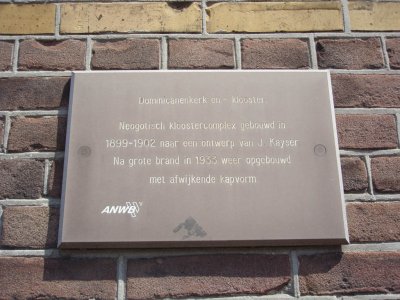 Dominicanenkerk en - klooster.
Neogotisch kloostercomplex gebouwd in
1899-1902 naar een ontwerp van J. Kayser
Na grote brand in 1933 weer opgebouwd
met afwijkende kapvorm.
ANWB